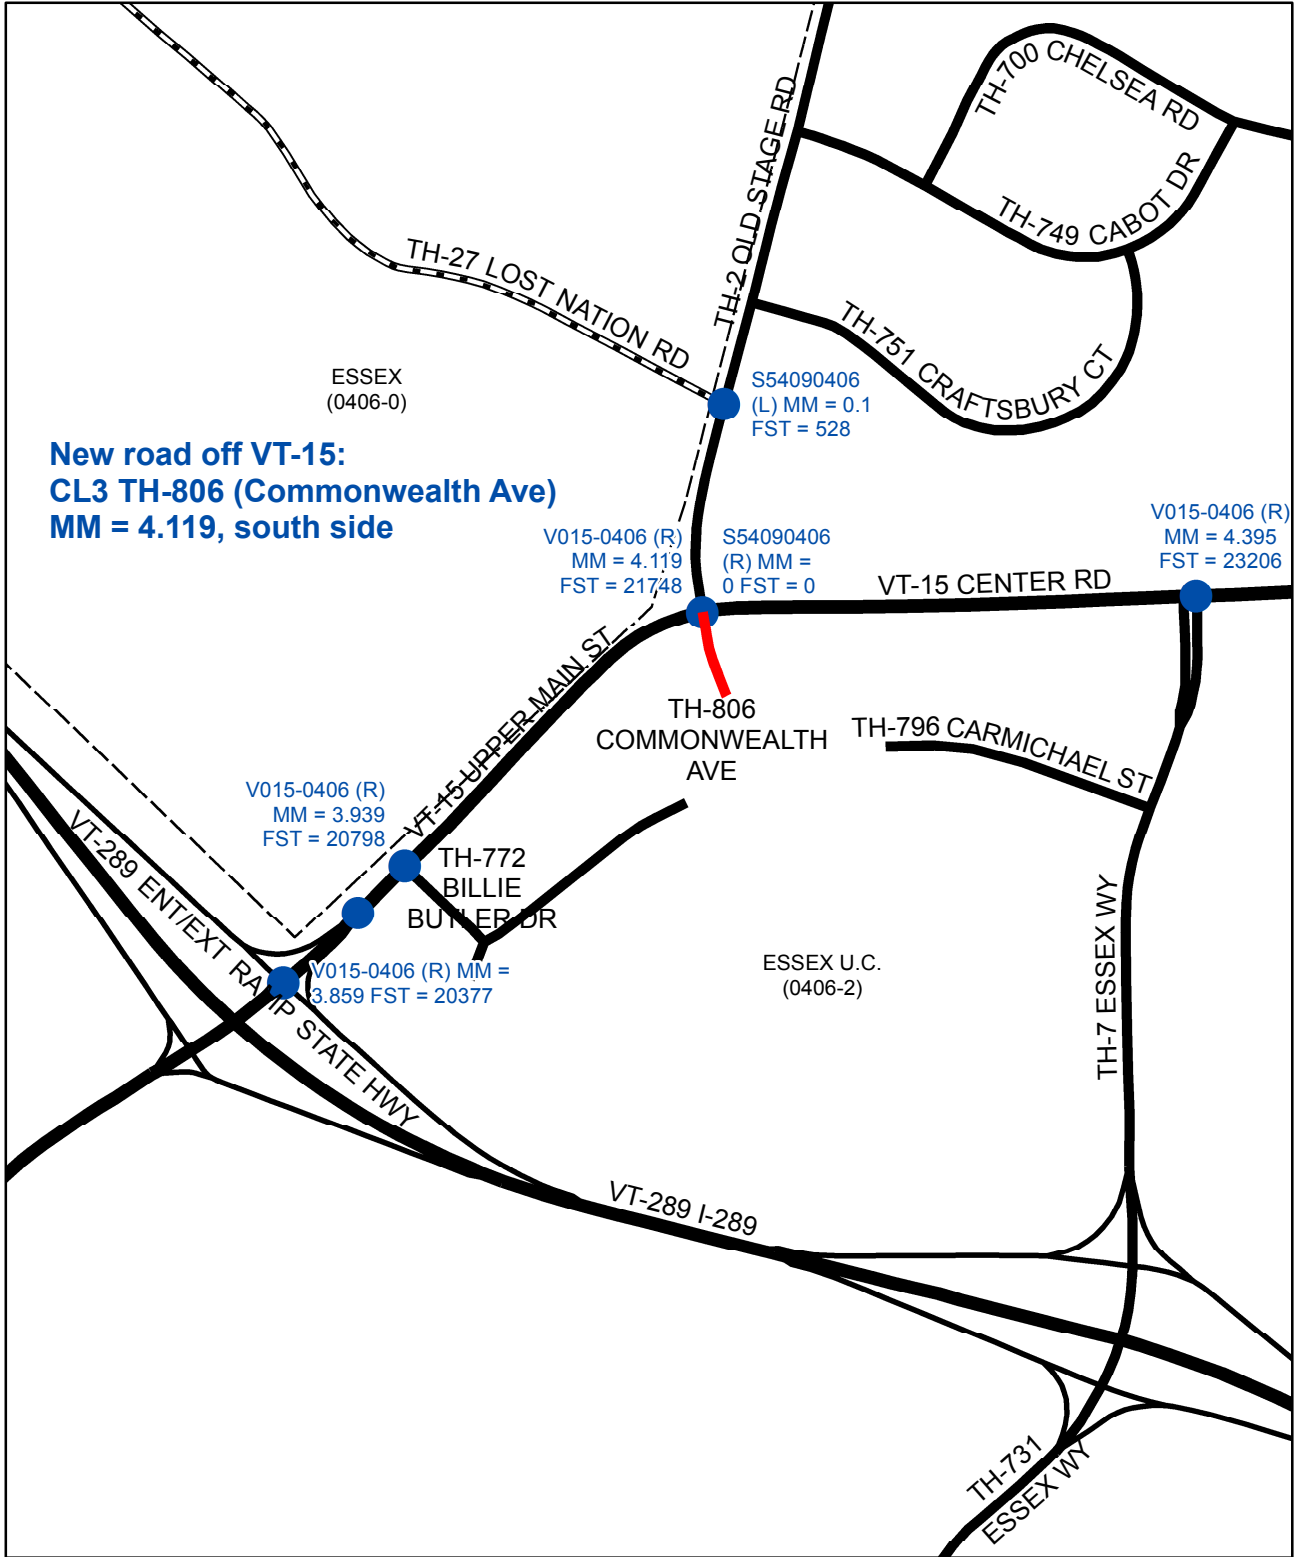 TH-700 CHELSEA RD
TH-2 OLD STAGE RD
TH-749 CABOT DR
TH-27 LOST NATION RD
TH-751 CRAFTSBURY CT
ESSEX
(0406-0)
S54090406
(L) MM = 0.1
FST = 528
New road off VT-15:
CL3 TH-806 (Commonwealth Ave)
MM = 4.119, south side
V015-0406 (R)
MM = 4.119
FST = 21748
S54090406
(R) MM =
0 FST = 0
V015-0406 (R)
MM = 4.395
FST = 23206
VT-15 CENTER RD
VT-15 UPPER MAIN ST
TH-806
COMMONWEALTH
AVE
TH-796 CARMICHAEL ST
V015-0406 (R)
MM = 3.939
FST = 20798
TH-772
BILLIE
BUTLER DR
VT-289 ENT/EXT RAMP STATE HWY
V015-0406 (R) MM =
3.859 FST = 20377
ESSEX U.C.
(0406-2)
TH-7 ESSEX WY
VT-289 I-289
TH-731
ESSEX WY